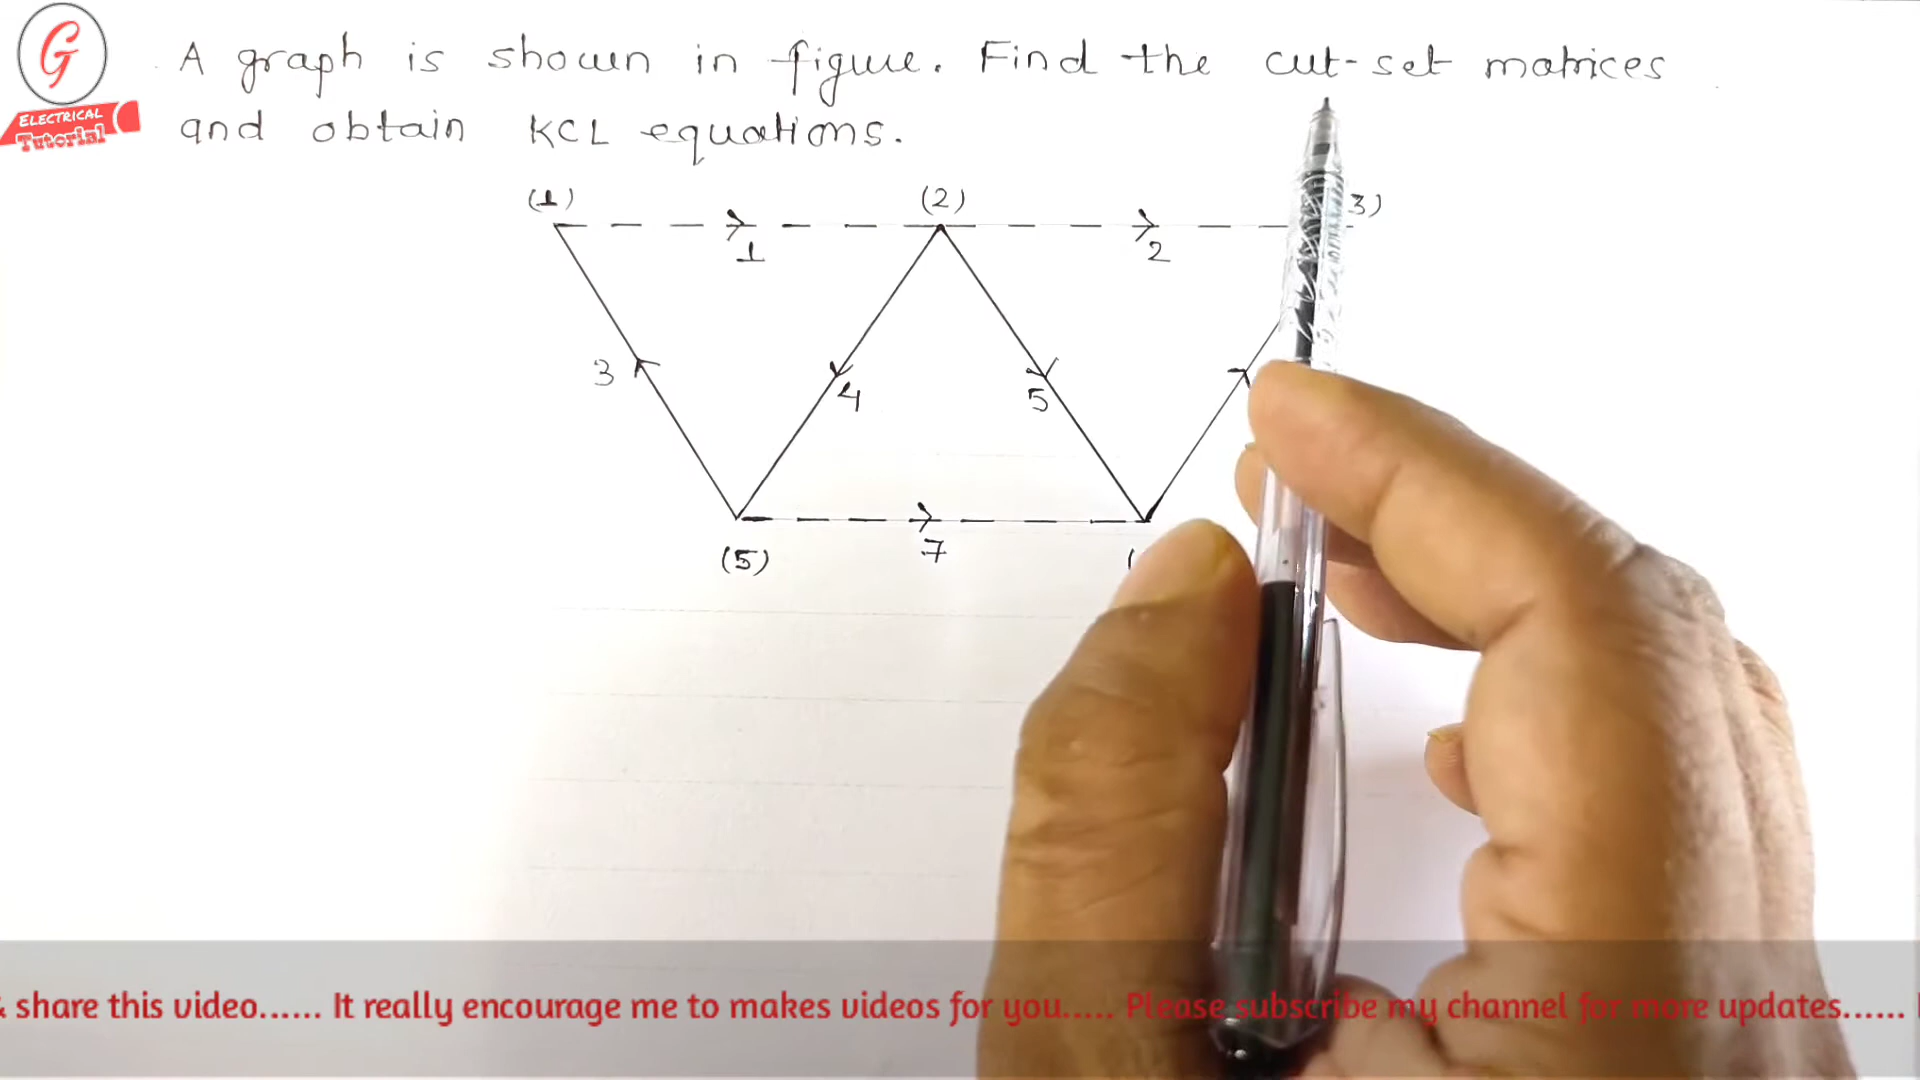 G
ELECTRICAL
Tutorial
A graph is shown in figure. Find the cut-set matrices
and obtain KCL equations.
(1) (2) 3)
1 2
3 4 5
(5) 7 (
& share this video...... It really encourage me to makes videos for you..... Please subscribe my channel for more updates......